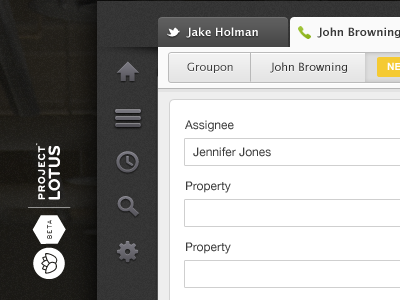 Jake Holman
John Browning
Groupon
John Browning
NE
Assignee
Jennifer Jones
Property
Property
PROJECT
LOTUS
BETA